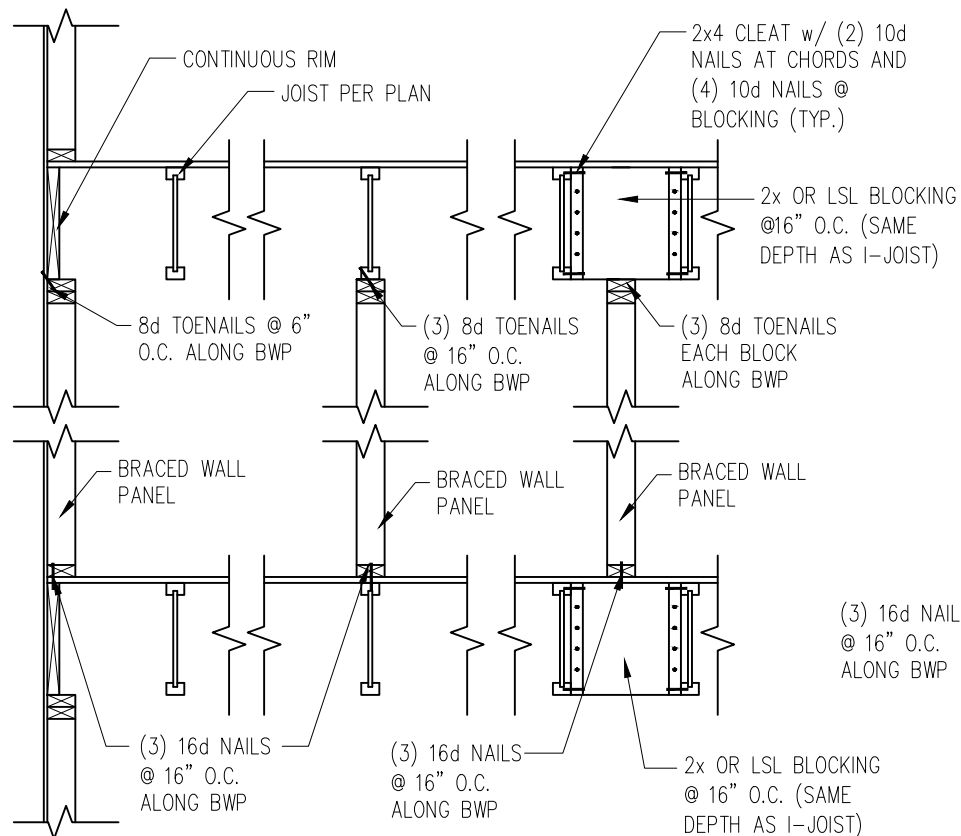 2x4 CLEAT w/ (2) 10d
NAILS AT CHORDS AND
(4) 10d NAILS @
BLOCKING (TYP.)
CONTINUOUS RIM
JOIST PER PLAN
2x OR LSL BLOCKING
@16" O.C. (SAME
DEPTH AS I-JOIST)
8d TOENAILS @ 6"
O.C. ALONG BWP
(3) 8d TOENAILS
@ 16" O.C.
ALONG BWP
(3) 8d TOENAILS
EACH BLOCK
ALONG BWP
BRACED WALL
PANEL
BRACED WALL
PANEL
BRACED WALL
PANEL
(3) 16d NAIL
@ 16" O.C.
ALONG BWP
(3) 16d NAILS
@ 16" O.C.
ALONG BWP
(3) 16d NAILS
@ 16" O.C.
ALONG BWP
2x OR LSL BLOCKING
@ 16" O.C. (SAME
DEPTH AS I-JOIST)